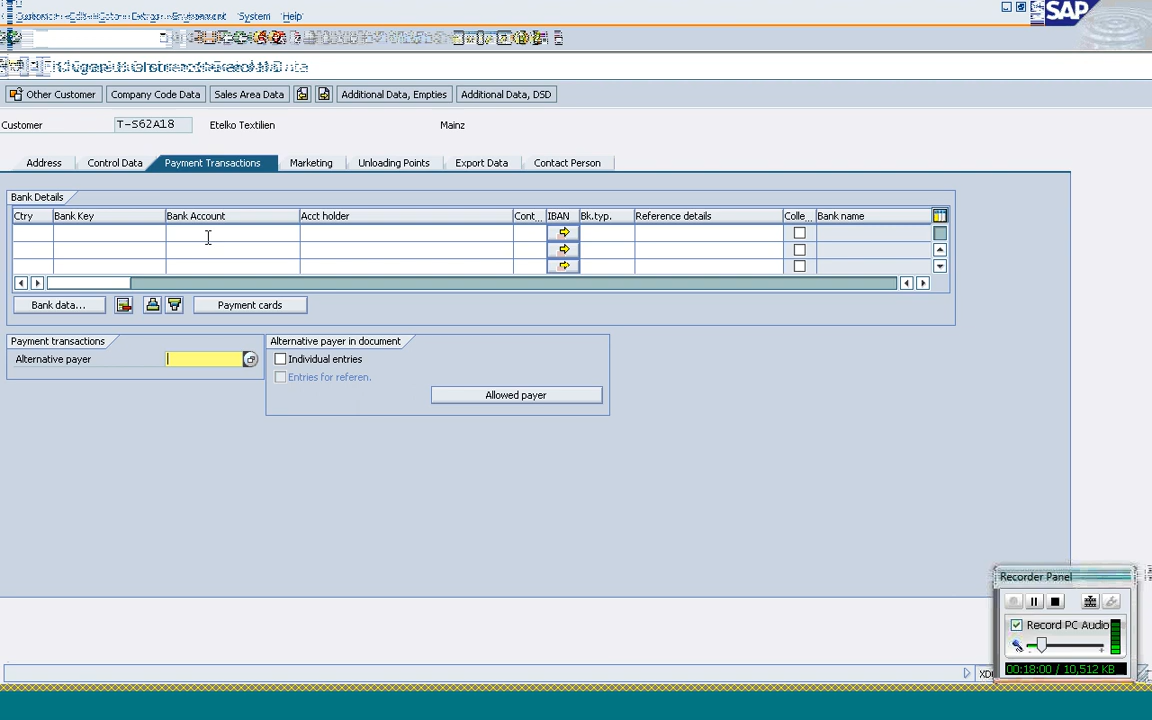 System Help
SAP
Other Customer Company Code Data Sales Area Data Additional Data, Empties Additional Data, DSD
Customer T-S62A18 Etelko Textilien Mainz
Address Control Data Payment Transactions Marketing Unloading Points Export Data Contact Person
Bank Details
Ctry Bank Key Bank Account Acct holder Cont... IBAN Bk.typ. Reference details Colle... Bank name
Bank data... Payment cards
Payment transactions Alternative payer in document
Alternative payer Individual entries
Entries for referen.
Allowed payer
Recorder Panel
Record PC Audio
00:18:00 / 10,512 KB